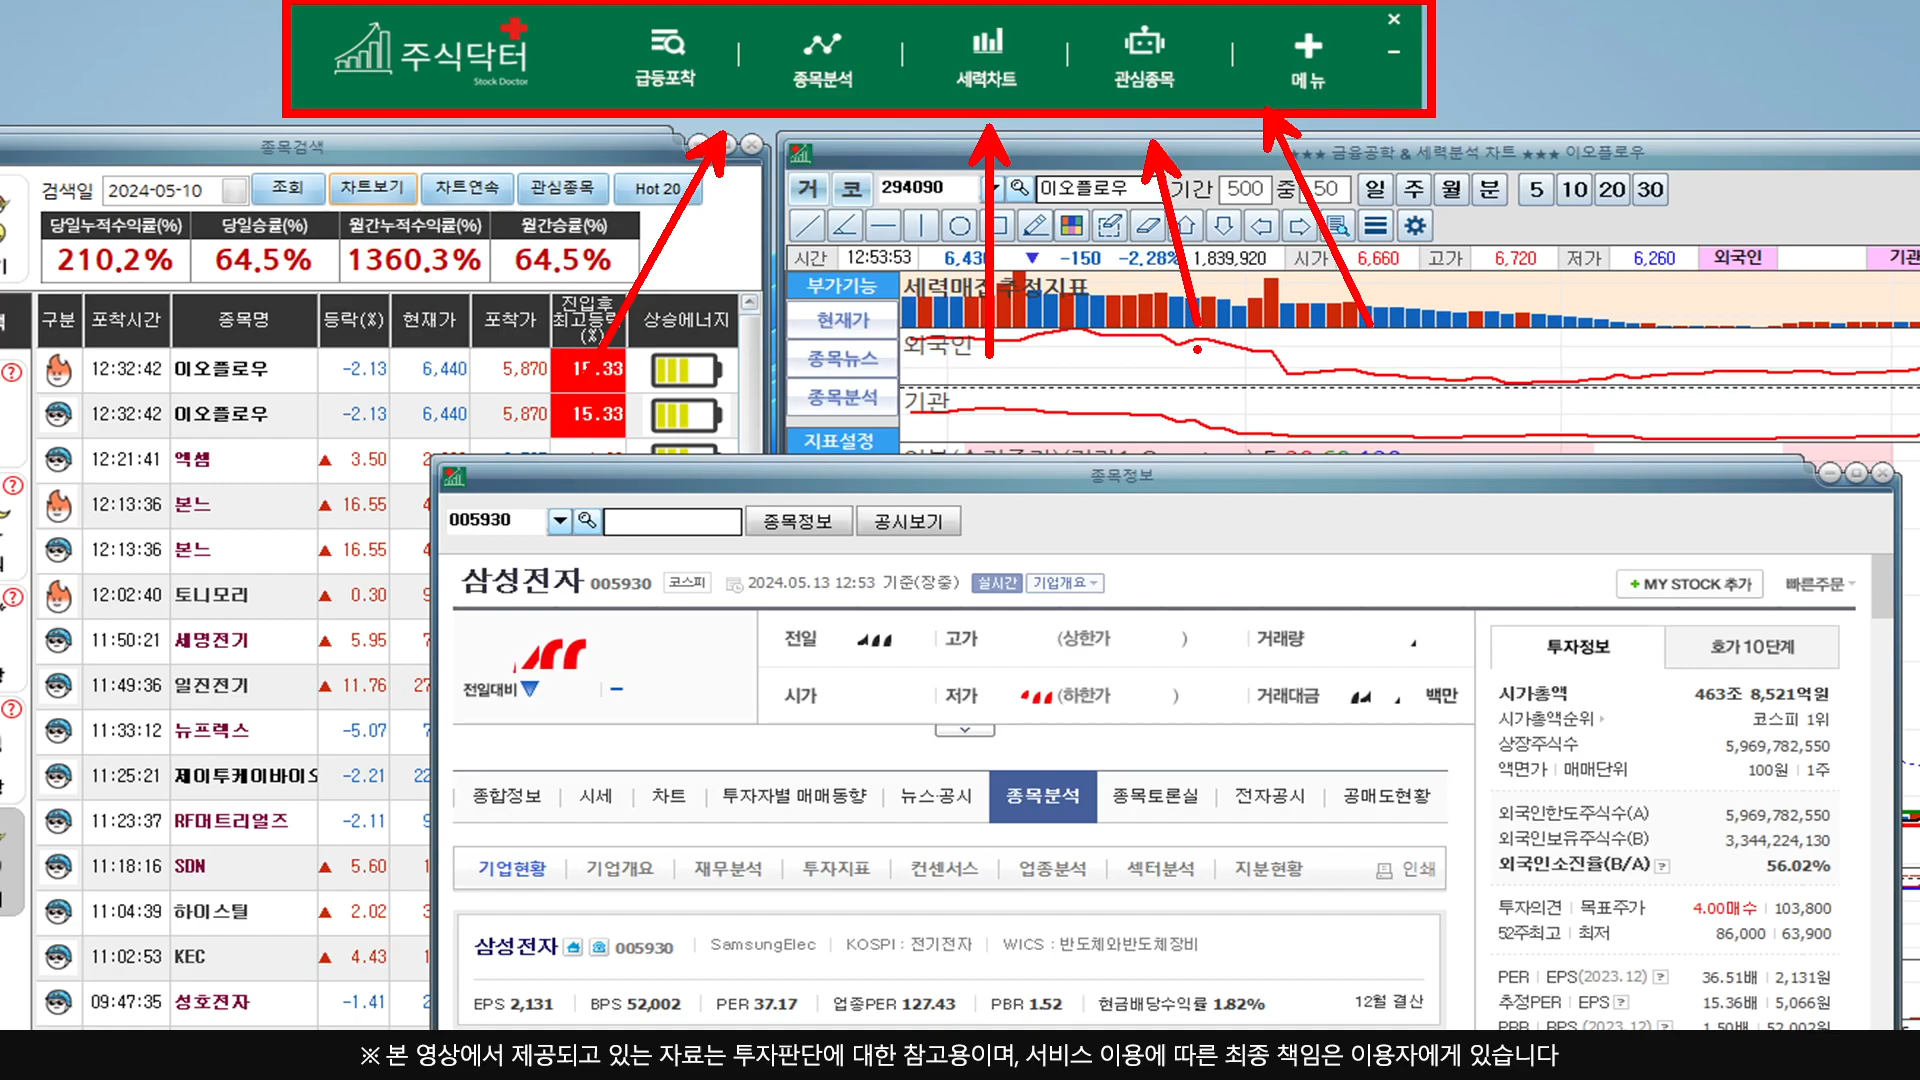 주식닥터
Stock Doctor
급등포착
종목분석
세력차트
관심종목
메뉴
종목검색
검색일 2024-05-10 조회 차트보기 차트연속 관심종목 Hot 20
당일누적수익률(%) 당일승률(%) 월간누적수익률(%) 월간승률(%)
210.2% 64.5% 1360.3% 64.5%
구분 포착시간 종목명 등락(%) 현재가 포착가 진입후 최고등락(%) 상승에너지
12:32:42 이오플로우 -2.13 6,440 5,870 15.33
12:32:42 이오플로우 -2.13 6,440 5,870 15.33
12:21:41 엑셈 ▲ 3.50
12:13:36 본느 ▲ 16.55
12:13:36 본느 ▲ 16.55
12:02:40 토니모리 ▲ 0.30
11:50:21 세명전기 ▲ 5.95
11:49:36 일진전기 ▲ 11.76
11:33:12 뉴프렉스 -5.07
11:25:21 제이투케이바이오 -2.21
11:23:37 RF머트리얼즈 -2.11
11:18:16 SDN ▲ 5.60
11:04:39 하이스틸 ▲ 2.02
11:02:53 KEC ▲ 4.43
09:47:35 성호전자 -1.41
★★★ 금융공학 & 세력분석 차트 ★★★ 이오플로우
거 코 294090 이오플로우 기간 500 중 50 일 주 월 분 5 10 20 30
시간 12:53:53 6,430 ▼ -150 -2.28% 1,839,920 시가 6,660 고가 6,720 저가 6,260 외국인 기관
부가기능
현재가
종목뉴스
종목분석
지표설정
세력매집추정지표
외국인
기관
종목정보
005930 종목정보 공시보기
삼성전자 005930 코스피 2024.05.13 12:53 기준(장중) 실시간 기업개요
+ MY STOCK 추가 빠른주문
전일대비 ▼
전일 고가 (상한가 ) 거래량
시가 저가 (하한가 ) 거래대금 백만
종합정보 시세 차트 투자자별 매매동향 뉴스·공시 종목분석 종목토론실 전자공시 공매도현황
기업현황 기업개요 재무분석 투자지표 컨센서스 업종분석 섹터분석 지분현황 인쇄
삼성전자 005930 SamsungElec KOSPI : 전기전자 WICS : 반도체와반도체장비
EPS 2,131 BPS 52,002 PER 37.17 업종PER 127.43 PBR 1.52 현금배당수익률 1.82% 12월 결산
투자정보 호가 10단계
시가총액 463조 8,521억원
시가총액순위 코스피 1위
상장주식수 5,969,782,550
액면가 | 매매단위 100원 | 1주
외국인한도주식수(A) 5,969,782,550
외국인보유주식수(B) 3,344,224,130
외국인소진율(B/A) ? 56.02%
투자의견 | 목표주가 4.00매수 | 103,800
52주최고 | 최저 86,000 | 63,900
PER | EPS(2023.12) ? 36.51배 | 2,131원
추정PER | EPS ? 15.36배 | 5,066원
PBR | BPS (2023.12) ? 1.50배 | 52,002원
※ 본 영상에서 제공되고 있는 자료는 투자판단에 대한 참고용이며, 서비스 이용에 따른 최종 책임은 이용자에게 있습니다